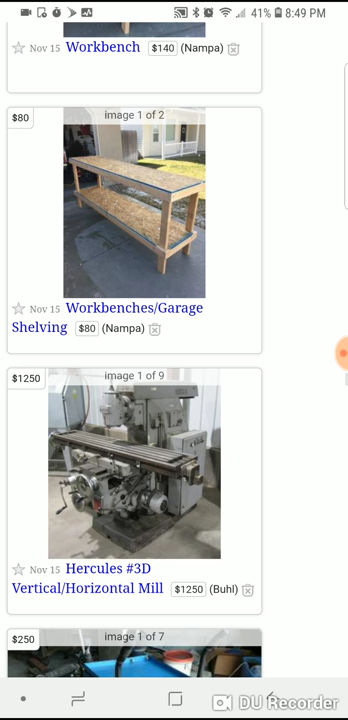 41% 8:49 PM
Nov 15 Workbench $140 (Nampa)
$80
image 1 of 2
Nov 15 Workbenches/Garage
Shelving $80 (Nampa)
$1250
image 1 of 9
Nov 15 Hercules #3D
Vertical/Horizontal Mill $1250 (Buhl)
$250
image 1 of 7
DU Recorder